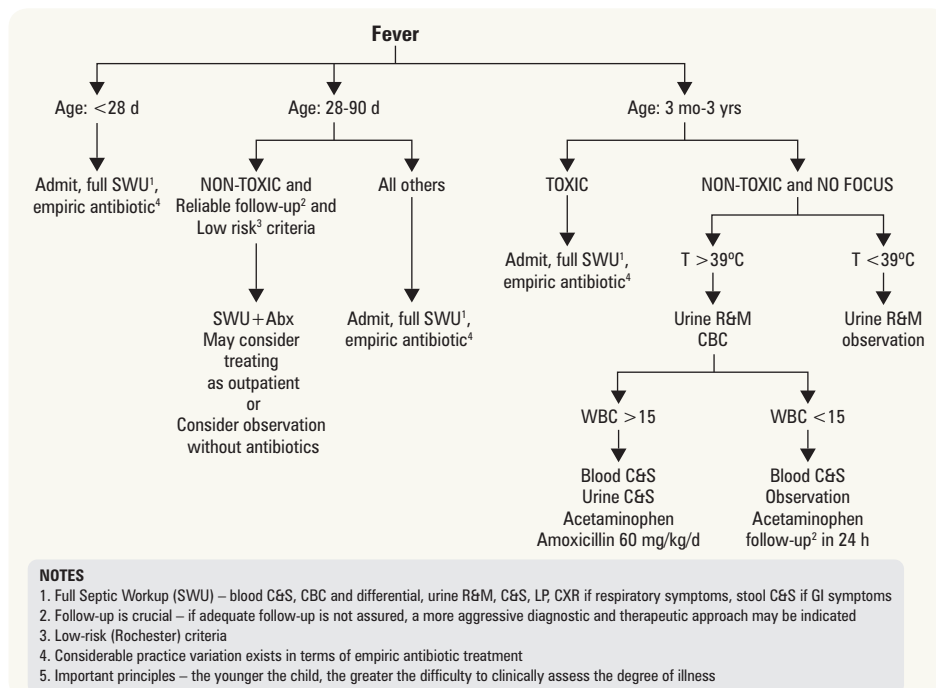 Fever
Age: <28 d
Age: 28-90 d
Age: 3 mo-3 yrs
Admit, full SWU¹,
empiric antibiotic⁴
NON-TOXIC and
Reliable follow-up² and
Low risk³ criteria
All others
TOXIC
NON-TOXIC and NO FOCUS
SWU+Abx
May consider
treating
as outpatient
or
Consider observation
without antibiotics
Admit, full SWU¹,
empiric antibiotic⁴
Admit, full SWU¹,
empiric antibiotic⁴
T >39ºC
T <39ºC
Urine R&M
CBC
Urine R&M
observation
WBC >15
WBC <15
Blood C&S
Urine C&S
Acetaminophen
Amoxicillin 60 mg/kg/d
Blood C&S
Observation
Acetaminophen
follow-up² in 24 h
NOTES
1. Full Septic Workup (SWU) – blood C&S, CBC and differential, urine R&M, C&S, LP, CXR if respiratory symptoms, stool C&S if GI symptoms
2. Follow-up is crucial – if adequate follow-up is not assured, a more aggressive diagnostic and therapeutic approach may be indicated
3. Low-risk (Rochester) criteria
4. Considerable practice variation exists in terms of empiric antibiotic treatment
5. Important principles – the younger the child, the greater the difficulty to clinically assess the degree of illness